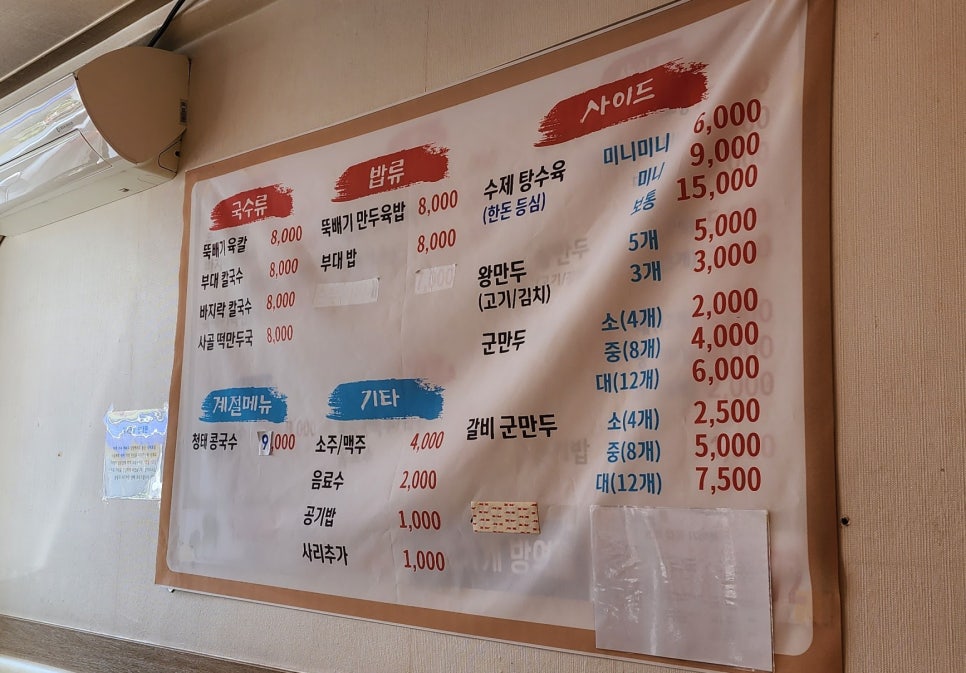 국수류
뚝배기 육칼 8,000
부대 칼국수 8,000
바지락 칼국수 8,000
사골 떡만두국 8,000
밥류
뚝배기 만두육밥 8,000
부대 밥 8,000
사이드
수제 탕수육 미니미니 6,000
(한돈 등심) 미니 9,000
보통 15,000
왕만두 5개 5,000
(고기/김치) 3개 3,000
군만두 소(4개) 2,000
중(8개) 4,000
대(12개) 6,000
갈비 군만두 소(4개) 2,500
중(8개) 5,000
대(12개) 7,500
계절메뉴
청태 콩국수 9,000
기타
소주/맥주 4,000
음료수 2,000
공기밥 1,000
사리추가 1,000